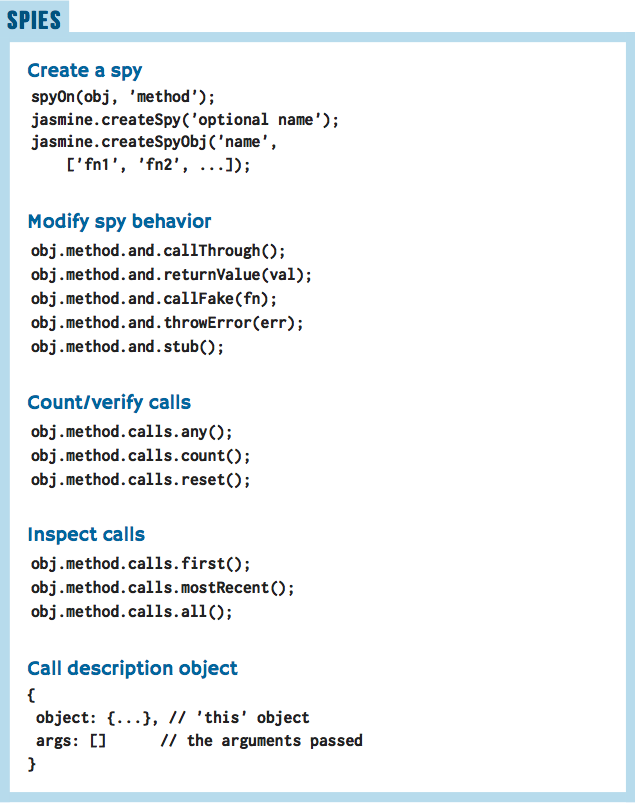 SPIES
Create a spy
spyOn(obj, 'method');
jasmine.createSpy('optional name');
jasmine.createSpyObj('name',
['fn1', 'fn2', ...]);
Modify spy behavior
obj.method.and.callThrough();
obj.method.and.returnValue(val);
obj.method.and.callFake(fn);
obj.method.and.throwError(err);
obj.method.and.stub();
Count/verify calls
obj.method.calls.any();
obj.method.calls.count();
obj.method.calls.reset();
Inspect calls
obj.method.calls.first();
obj.method.calls.mostRecent();
obj.method.calls.all();
Call description object
{
object: {...}, // 'this' object
args: [] // the arguments passed
}